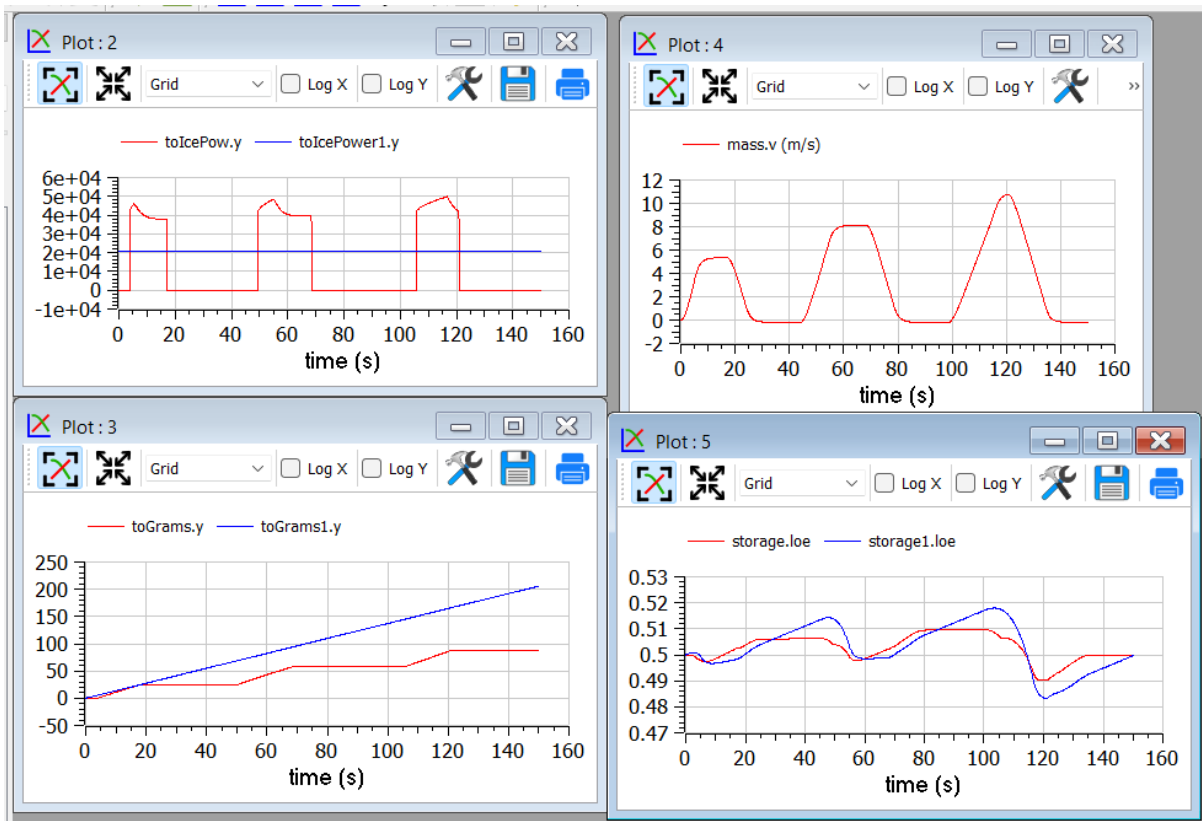 Plot : 2
Grid Log X Log Y
toIcePow.y toIcePower1.y
6e+04
5e+04
4e+04
3e+04
2e+04
1e+04
0
-1e+04
0 20 40 60 80 100 120 140 160
time (s)
Plot : 4
Grid Log X Log Y »
mass.v (m/s)
12
10
8
6
4
2
0
-2
0 20 40 60 80 100 120 140 160
time (s)
Plot : 3
Grid Log X Log Y
toGrams.y toGrams1.y
250
200
150
100
50
0
-50
0 20 40 60 80 100 120 140 160
time (s)
Plot : 5
Grid Log X Log Y
storage.loe storage1.loe
0.53
0.52
0.51
0.5
0.49
0.48
0.47
0 20 40 60 80 100 120 140 160
time (s)